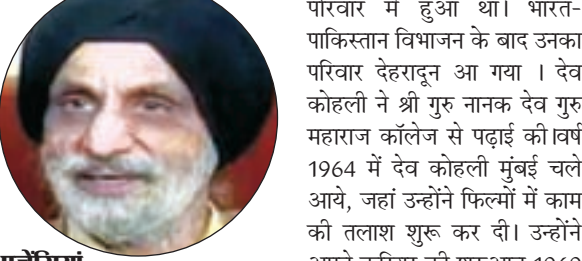 एजेंसियां
परिवार में हुआ था। भारत-
पाकिस्तान विभाजन के बाद उनका
परिवार देहरादून आ गया । देव
कोहली ने श्री गुरु नानक देव गुरु
महाराज कॉलेज से पढ़ाई की।वर्ष
1964 में देव कोहली मुंबई चले
आये, जहां उन्होंने फिल्मों में काम
की तलाश शुरू कर दी। उन्होंने